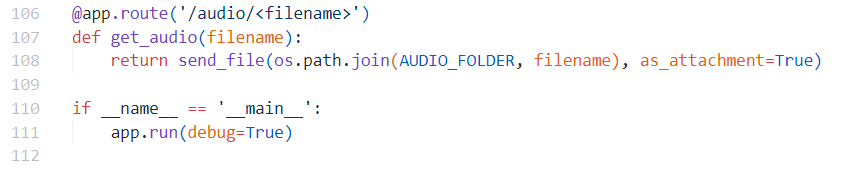 106 @app.route('/audio/<filename>')
107 def get_audio(filename):
108     return send_file(os.path.join(AUDIO_FOLDER, filename), as_attachment=True)
109
110 if __name__ == '__main__':
111     app.run(debug=True)
112